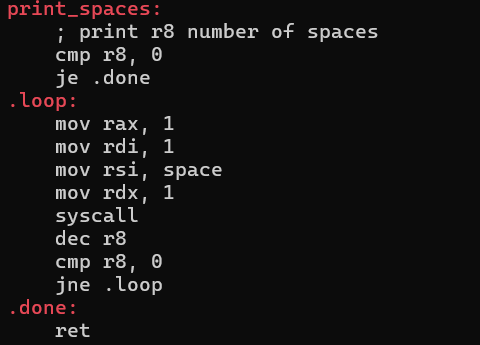 print_spaces:
    ; print r8 number of spaces
    cmp r8, 0
    je .done
.loop:
    mov rax, 1
    mov rdi, 1
    mov rsi, space
    mov rdx, 1
    syscall
    dec r8
    cmp r8, 0
    jne .loop
.done:
    ret